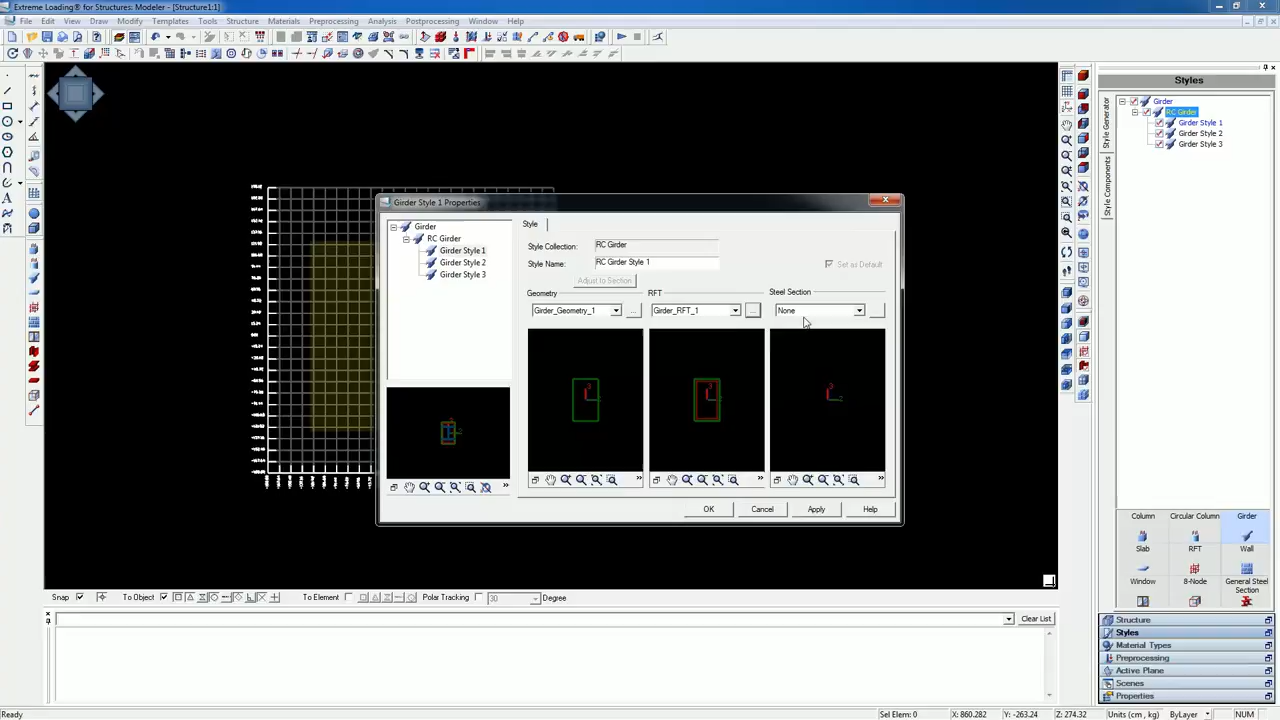 Extreme Loading® for Structures: Modeler - [Structure1:1]
File Edit View Draw Modify Templates Tools Structure Materials Preprocessing Analysis Postprocessing Window Help
Styles
Style Generator
Style Components
Girder
RC Girder
Girder Style 1
Girder Style 2
Girder Style 3
Girder Style 1 Properties
Girder
RC Girder
Girder Style 1
Girder Style 2
Girder Style 3
Style
Style Collection: RC Girder
Style Name: RC Girder Style 1
Set as Default
Adjust to Section
Geometry RFT Steel Section
Girder_Geometry_1 ... Girder_RFT_1 ... None
OK Cancel Apply Help
Column Circular Column Girder
Slab RFT Wall
Window 8-Node General Steel Section
Structure
Styles
Material Types
Preprocessing
Active Plane
Scenes
Properties
Snap To Object To Element Polar Tracking 30 Degree
Clear List
Ready Sel Elem: 0 X: 860.282 Y: -263.24 Z: 274.32 Units (cm , kg) ByLayer NUM